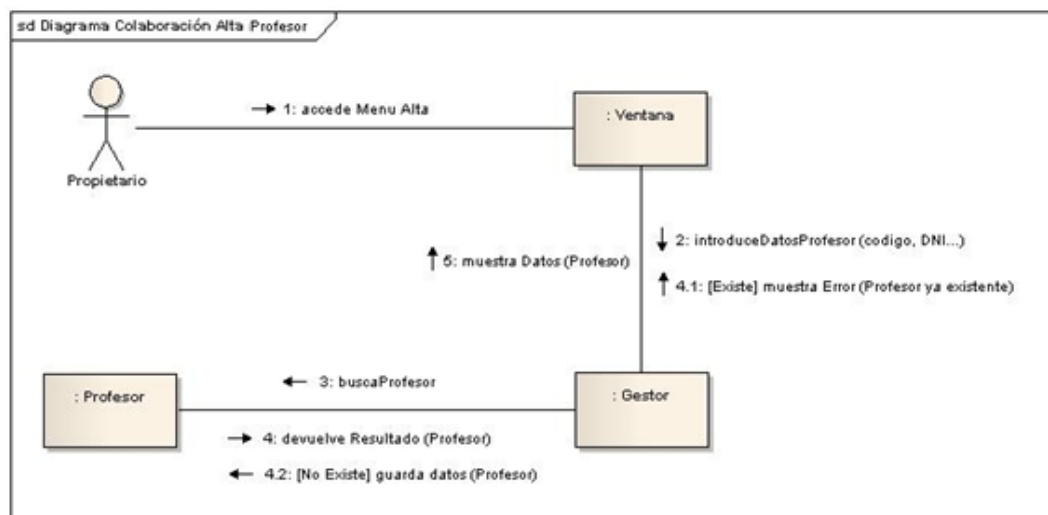 sd Diagrama Colaboración Alta Profesor
1: accede Menu Alta
: Ventana
Propietario
2: introduceDatosProfesor (codigo, DNI...)
5: muestra Datos (Profesor)
4.1: [Existe] muestra Error (Profesor ya existente)
3: buscaProfesor
: Profesor
: Gestor
4: devuelve Resultado (Profesor)
4.2: [No Existe] guarda datos (Profesor)